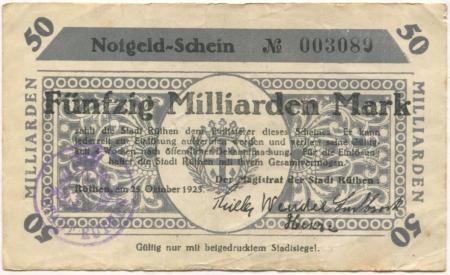 50
Notgeld-Schein № 003089
50
Fünfzig Milliarden Mark
zahlt die Stadt Rüthen dem Einlieferer dieses Scheines. Er kann
jederzeit zur Einlösung aufgerufen werden und verliert seine Gültig-
keit 4 Wochen nach öffentlicher Bekanntmachung. Für die Einlösung
haftet die Stadt Rüthen mit ihrem Gesamtvermögen.
Der Magistrat der Stadt Rüthen:
Rüthen, am 25. Oktober 1923.
MILLIARDEN
MILLIARDEN
50
50
Gültig nur mit beigedrucktem Stadtsiegel.